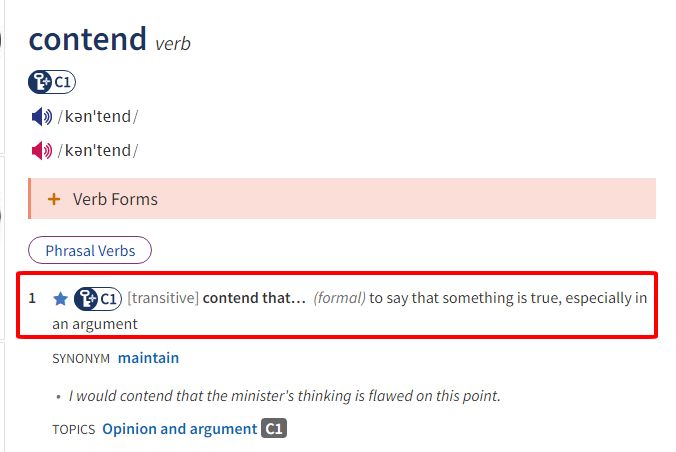 contend verb
C1
/kən'tend/
/kən'tend/
+ Verb Forms
Phrasal Verbs
1 ★ C1 [transitive] contend that… (formal) to say that something is true, especially in
an argument
SYNONYM maintain
• I would contend that the minister's thinking is flawed on this point.
TOPICS Opinion and argument C1